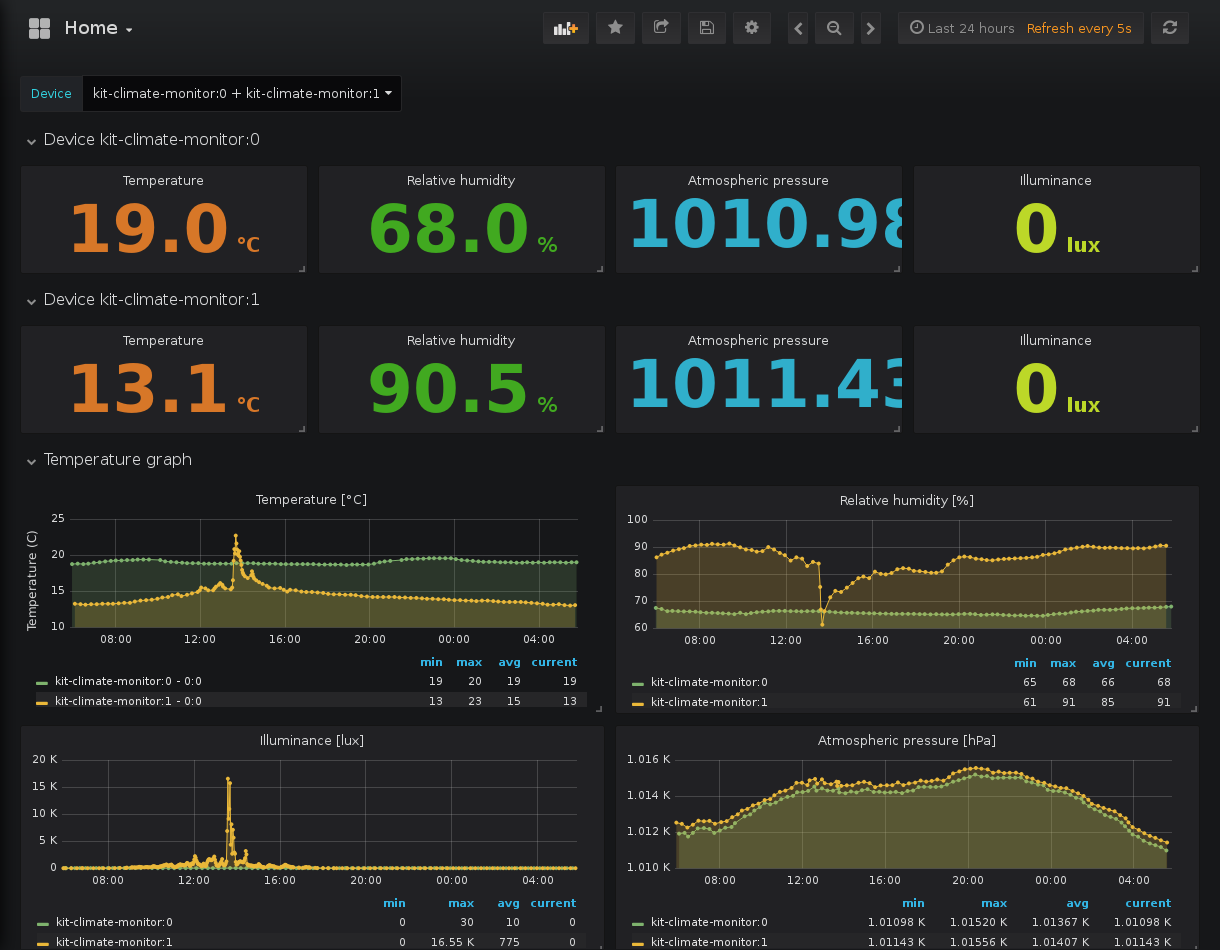 Home
Last 24 hours Refresh every 5s
Device kit-climate-monitor:0 + kit-climate-monitor:1
Device kit-climate-monitor:0
Temperature Relative humidity Atmospheric pressure Illuminance
19.0 °C 68.0 % 1010.98 0 lux
Device kit-climate-monitor:1
Temperature Relative humidity Atmospheric pressure Illuminance
13.1 °C 90.5 % 1011.43 0 lux
Temperature graph
Temperature [°C]
Temperature (C)
25
20
15
10
08:00 12:00 16:00 20:00 00:00 04:00
min max avg current
kit-climate-monitor:0 - 0:0 19 20 19 19
kit-climate-monitor:1 - 0:0 13 23 15 13
Relative humidity [%]
100
90
80
70
60
08:00 12:00 16:00 20:00 00:00 04:00
min max avg current
kit-climate-monitor:0 65 68 66 68
kit-climate-monitor:1 61 91 85 91
Illuminance [lux]
20 K
15 K
10 K
5 K
0
08:00 12:00 16:00 20:00 00:00 04:00
min max avg current
kit-climate-monitor:0 0 30 10 0
kit-climate-monitor:1 0 16.55 K 775 0
Atmospheric pressure [hPa]
1.016 K
1.014 K
1.012 K
1.010 K
08:00 12:00 16:00 20:00 00:00 04:00
min max avg current
kit-climate-monitor:0 1.01098 K 1.01520 K 1.01367 K 1.01098 K
kit-climate-monitor:1 1.01143 K 1.01556 K 1.01407 K 1.01143 K